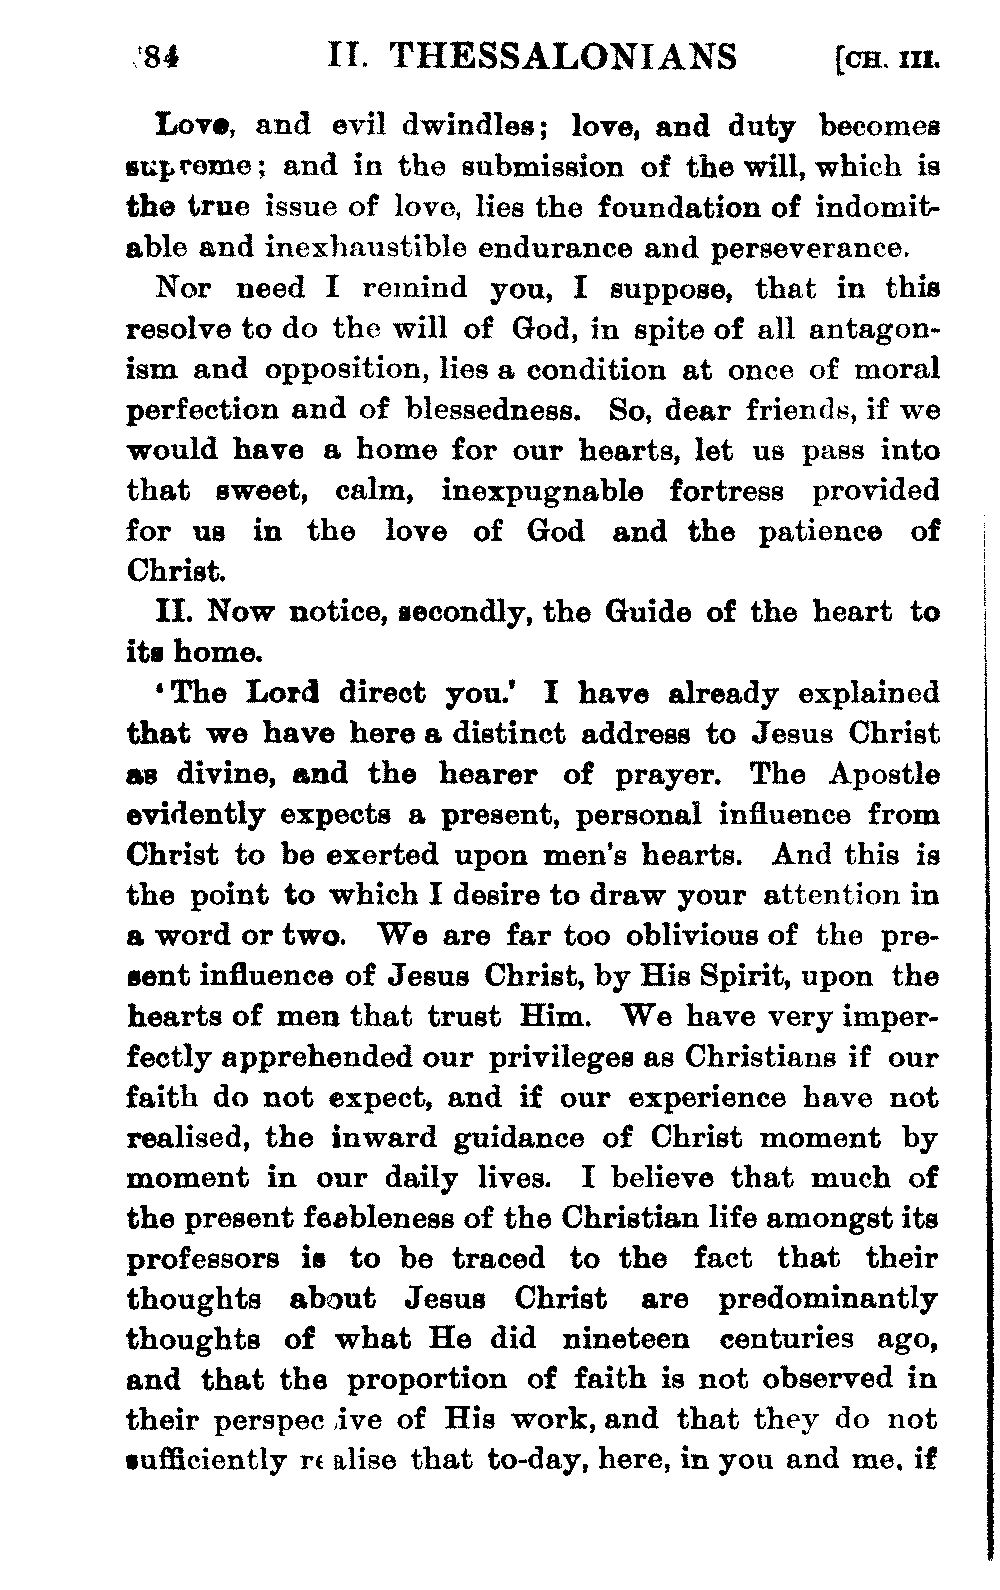 284 II. THESSALONIANS [CH. III.
Love, and evil dwindles; love, and duty becomes
supreme; and in the submission of the will, which is
the true issue of love, lies the foundation of indomit-
able and inexhaustible endurance and perseverance.
Nor need I remind you, I suppose, that in this
resolve to do the will of God, in spite of all antagon-
ism and opposition, lies a condition at once of moral
perfection and of blessedness. So, dear friends, if we
would have a home for our hearts, let us pass into
that sweet, calm, inexpugnable fortress provided
for us in the love of God and the patience of
Christ.
II. Now notice, secondly, the Guide of the heart to
its home.
'The Lord direct you.' I have already explained
that we have here a distinct address to Jesus Christ
as divine, and the hearer of prayer. The Apostle
evidently expects a present, personal influence from
Christ to be exerted upon men's hearts. And this is
the point to which I desire to draw your attention in
a word or two. We are far too oblivious of the pre-
sent influence of Jesus Christ, by His Spirit, upon the
hearts of men that trust Him. We have very imper-
fectly apprehended our privileges as Christians if our
faith do not expect, and if our experience have not
realised, the inward guidance of Christ moment by
moment in our daily lives. I believe that much of
the present feebleness of the Christian life amongst its
professors is to be traced to the fact that their
thoughts about Jesus Christ are predominantly
thoughts of what He did nineteen centuries ago,
and that the proportion of faith is not observed in
their perspective of His work, and that they do not
sufficiently realise that to-day, here, in you and me, if